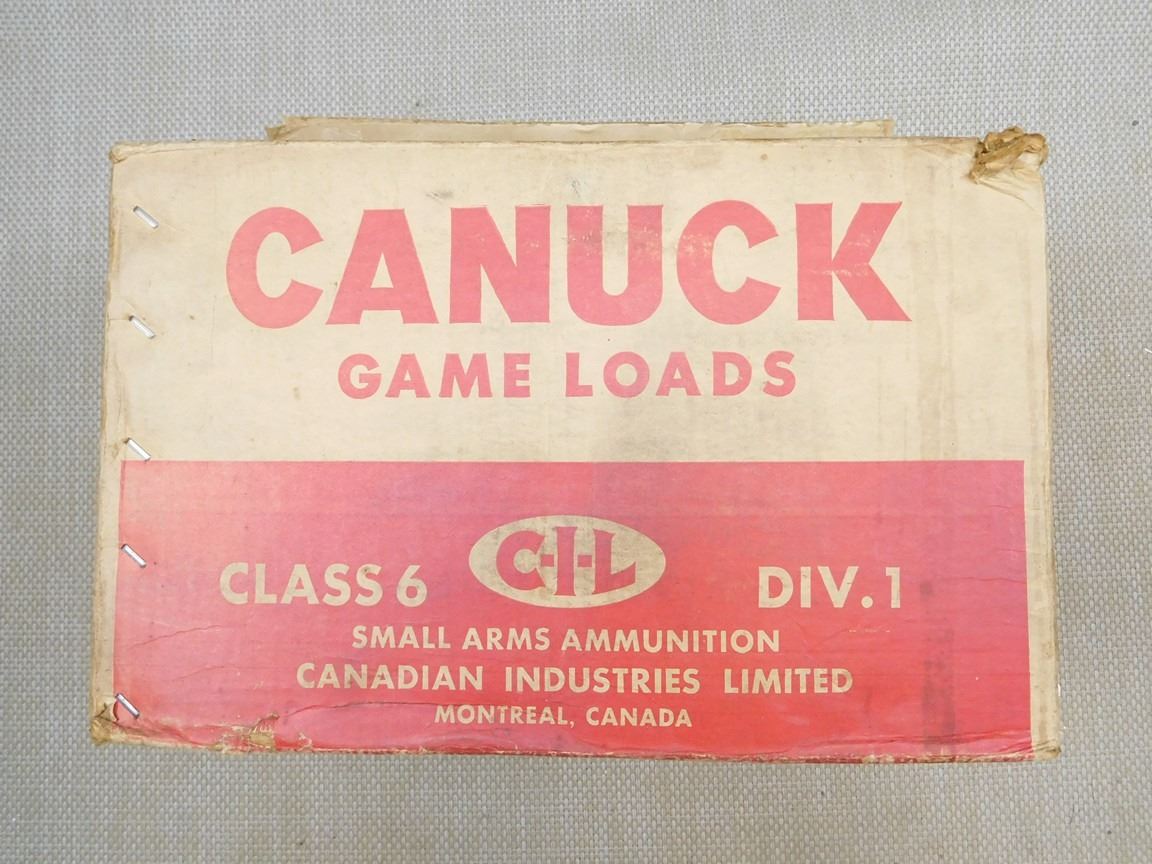 CANUCK
GAME LOADS
CLASS 6 C-I-L DIV. 1
SMALL ARMS AMMUNITION
CANADIAN INDUSTRIES LIMITED
MONTREAL, CANADA